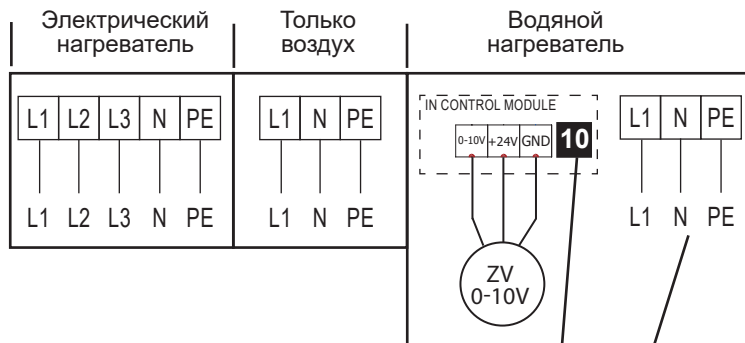 Электрический
нагреватель
Только
воздух
Водяной
нагреватель
L1 L2 L3 N PE
L1 L2 L3 N PE
L1 N PE
L1 N PE
IN CONTROL MODULE
0-10V +24V GND 10
ZV
0-10V
L1 N PE
L1 N PE